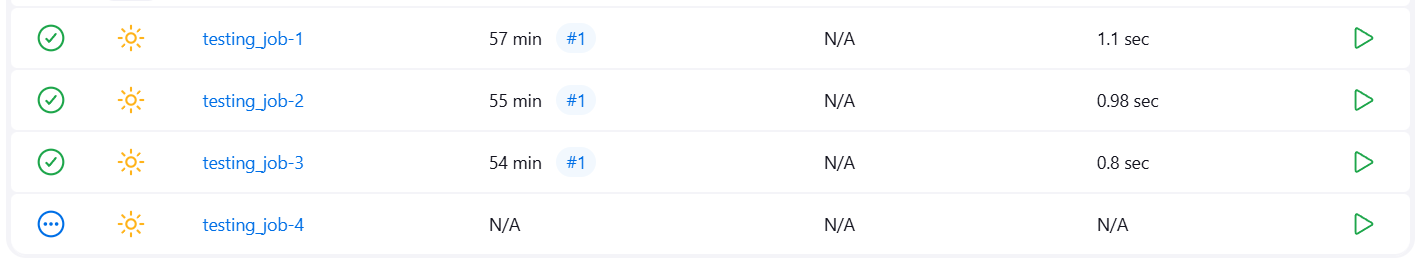 testing_job-1 57 min #1 N/A 1.1 sec
testing_job-2 55 min #1 N/A 0.98 sec
testing_job-3 54 min #1 N/A 0.8 sec
testing_job-4 N/A N/A N/A